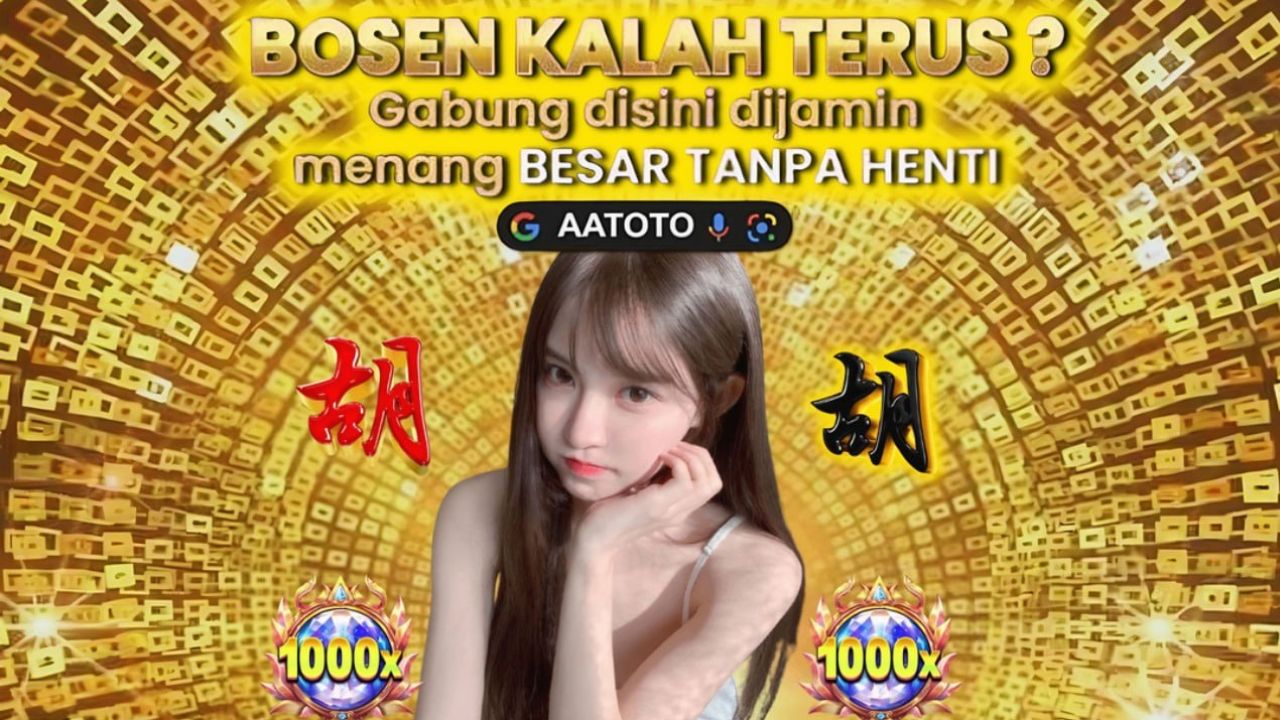 BOSEN KALAH TERUS ?
Gabung disini dijamin
menang BESAR TANPA HENTI
G AATOTO
胡 胡
1000x 1000x